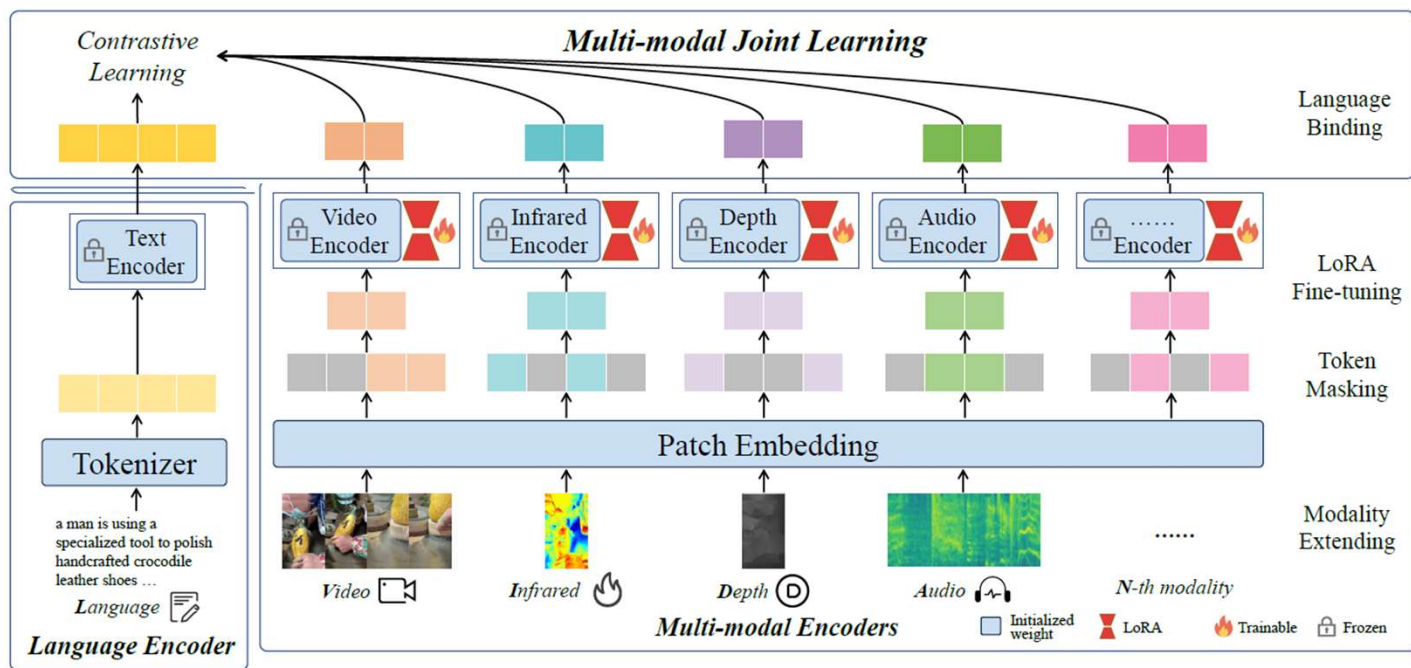 Contrastive
Learning
Multi-modal Joint Learning
Language
Binding
Text
Encoder
Video
Encoder
Infrared
Encoder
Depth
Encoder
Audio
Encoder
......
Encoder
LoRA
Fine-tuning
Token
Masking
Tokenizer
Patch Embedding
a man is using a
specialized tool to polish
handcrafted crocodile
leather shoes ...
Language
Language Encoder
......
Modality
Extending
Video
Infrared
Depth
D
Audio
N-th modality
Multi-modal Encoders
Initialized
weight
LoRA
Trainable
Frozen